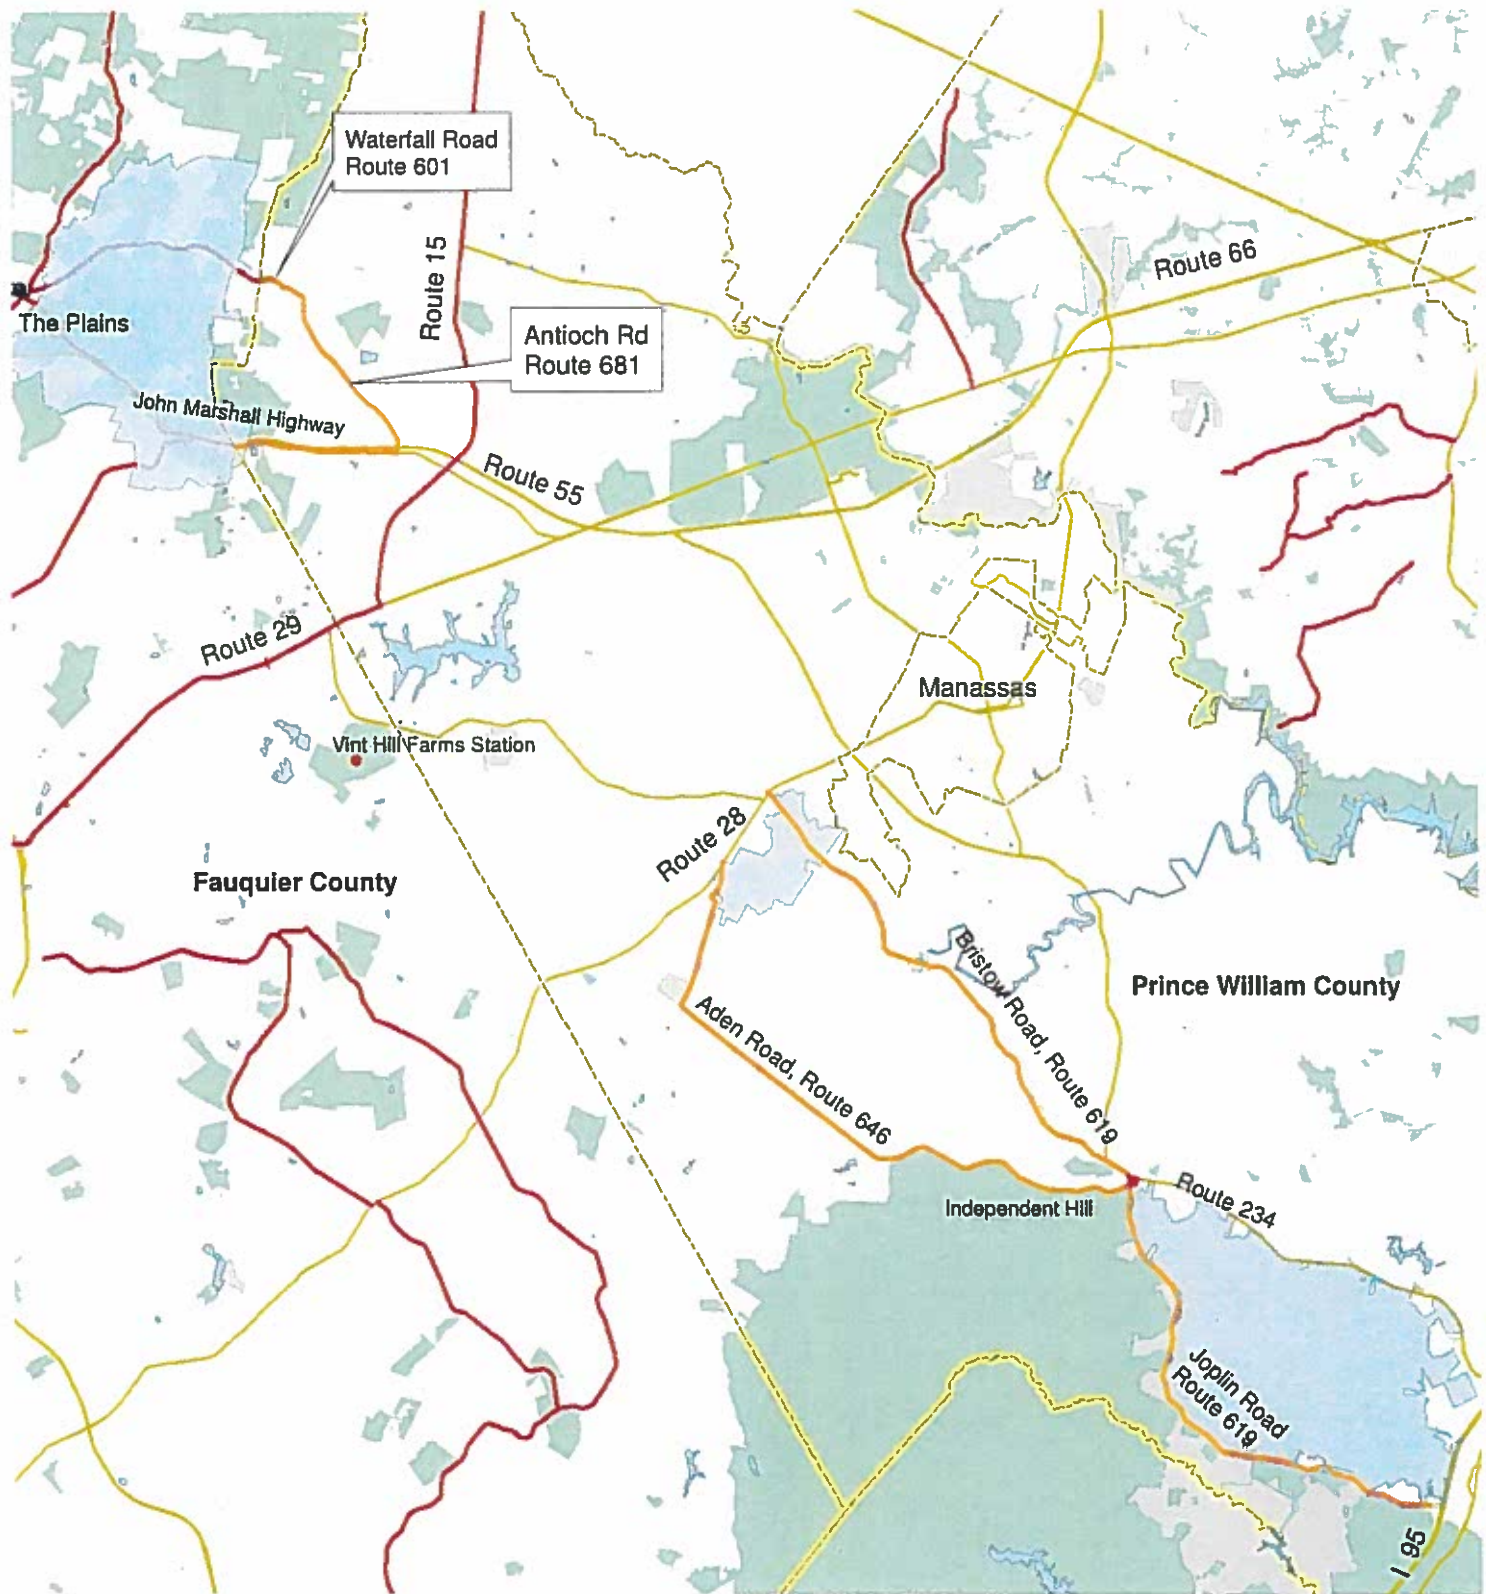 Waterfall Road
Route 601
Route 15
Route 66
The Plains
Antioch Rd
Route 681
John Marshall Highway
Route 55
Route 29
Manassas
Vint Hill Farms Station
Route 28
Fauquier County
Bristow Road, Route 619
Prince William County
Aden Road, Route 646
Independent Hill
Route 234
Joplin Road
Route 619
I 95